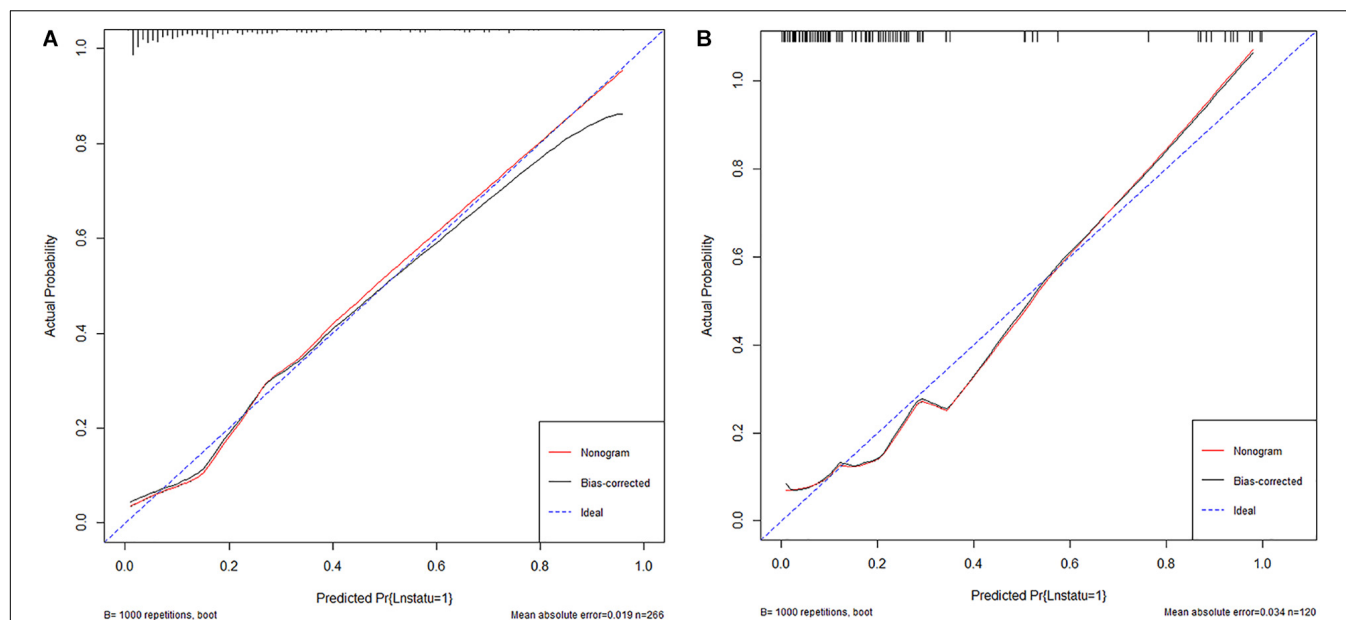 A
Actual Probability
1.0
0.8
0.6
0.4
0.2
0.0
Nonogram
Bias-corrected
Ideal
0.0 0.2 0.4 0.6 0.8 1.0
Predicted Pr{Lnstatu=1}
B= 1000 repetitions, boot
Mean absolute error=0.019 n=266
B
Actual Probability
1.0
0.8
0.6
0.4
0.2
0.0
Nonogram
Bias-corrected
Ideal
0.0 0.2 0.4 0.6 0.8 1.0
Predicted Pr{Lnstatu=1}
B= 1000 repetitions, boot
Mean absolute error=0.034 n=120